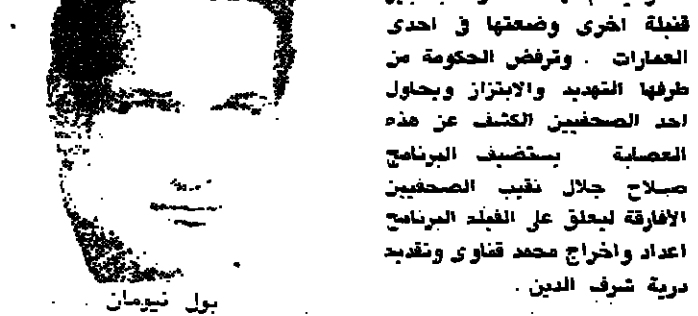 قنبلة اخرى وضعتها في احدى
العمارات . وترفض الحكومة من
طرفها التهديد والابتزاز ويحاول
احد الصحفيين الكشف عن هذه
العصابة يستضيف البرنامج
صلاح جلال نقيب الصحفيين
الأفارقة ليعلق على الفيلم البرنامج
اعداد واخراج محمد قناوى وتقديم
درية شرف الدين .
بول نيومان